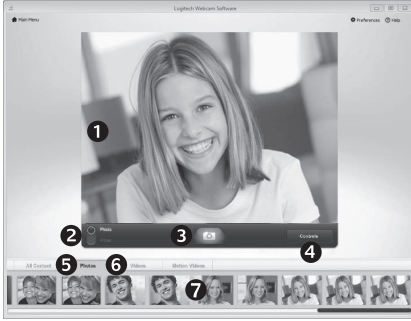 Logitech Webcam Software
Main Menu
Preferences
Help
1
2
Photo
Video
3
Controls
4
All Content
5
Photos
6
Videos
Motion Videos
7